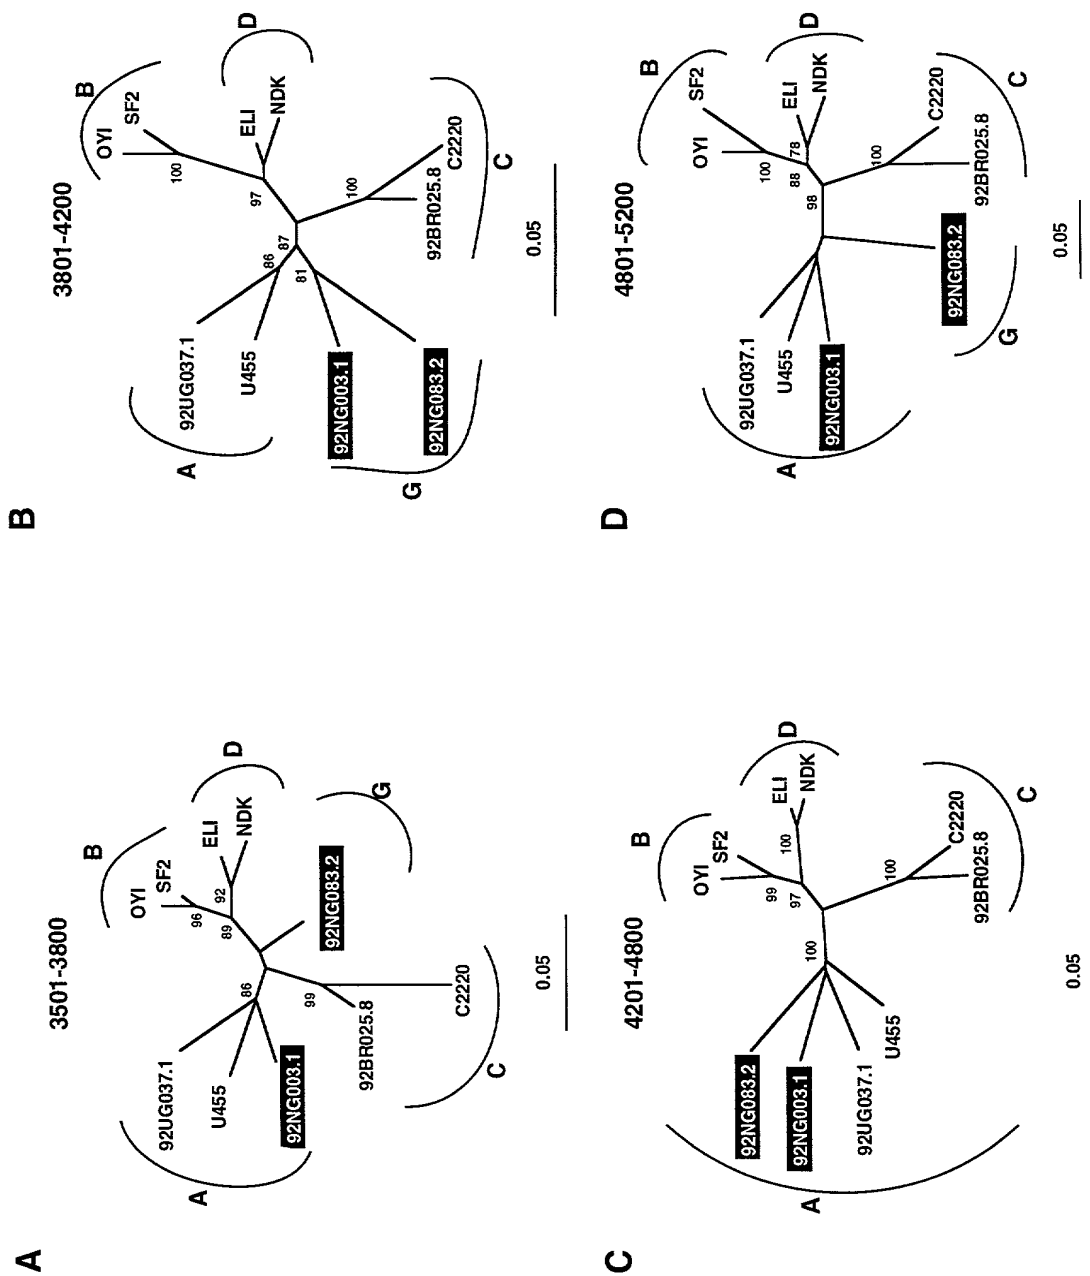 A
3501-3800
B
OYI
SF2
D
ELI
NDK
96
89
92
G
92NG083.2
86
99
92UG037.1
U455
92NG003.1
A
92BR025.8
C2220
C
0.05
B
3801-4200
B
OYI
SF2
D
ELI
NDK
100
97
87
86
81
100
92UG037.1
U455
A
92NG003.1
92NG083.2
G
92BR025.8
C2220
C
0.05
C
4201-4800
B
OYI
SF2
D
ELI
NDK
99
97
100
100
100
92NG083.2
92NG003.1
92UG037.1
U455
A
92BR025.8
C2220
C
0.05
D
4801-5200
B
OYI
SF2
D
ELI
NDK
100
88
78
98
100
92UG037.1
U455
92NG003.1
A
92NG083.2
G
92BR025.8
C2220
C
0.05